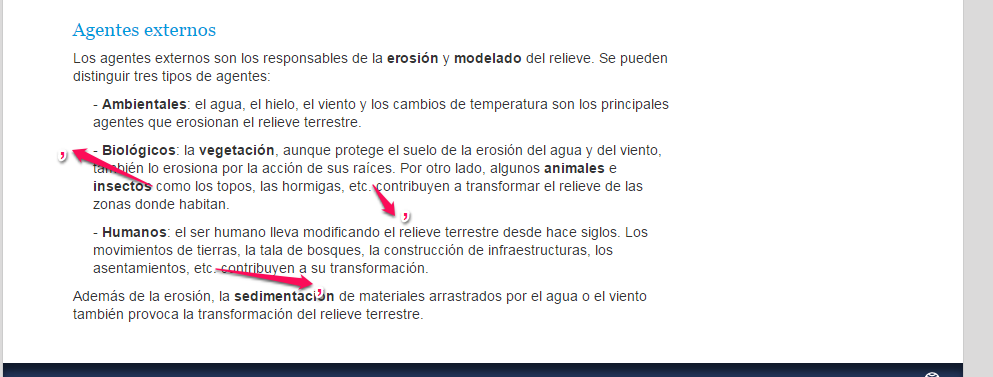 Agentes externos
Los agentes externos son los responsables de la erosión y modelado del relieve. Se pueden
distinguir tres tipos de agentes:
- Ambientales: el agua, el hielo, el viento y los cambios de temperatura son los principales
agentes que erosionan el relieve terrestre.
- Biológicos: la vegetación, aunque protege el suelo de la erosión del agua y del viento,
también lo erosiona por la acción de sus raíces. Por otro lado, algunos animales e
insectos como los topos, las hormigas, etc. contribuyen a transformar el relieve de las
zonas donde habitan.
- Humanos: el ser humano lleva modificando el relieve terrestre desde hace siglos. Los
movimientos de tierras, la tala de bosques, la construcción de infraestructuras, los
asentamientos, etc. contribuyen a su transformación.
Además de la erosión, la sedimentación de materiales arrastrados por el agua o el viento
también provoca la transformación del relieve terrestre.
,
,
,